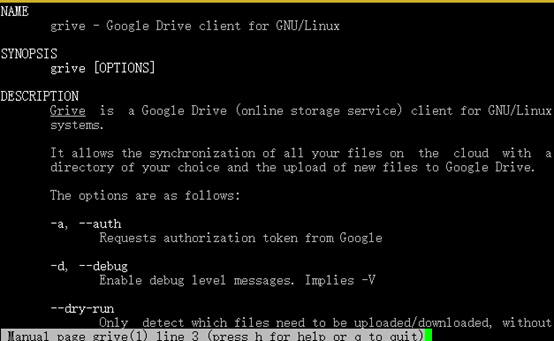 NAME
grive - Google Drive client for GNU/Linux
SYNOPSIS
grive [OPTIONS]
DESCRIPTION
Grive is a Google Drive (online storage service) client for GNU/Linux
systems.
It allows the synchronization of all your files on the cloud with a
directory of your choice and the upload of new files to Google Drive.
The options are as follows:
-a, --auth
Requests authorization token from Google
-d, --debug
Enable debug level messages. Implies -V
--dry-run
Only detect which files need to be uploaded/downloaded, without
Manual page grive(1) line 3 (press h for help or q to quit)